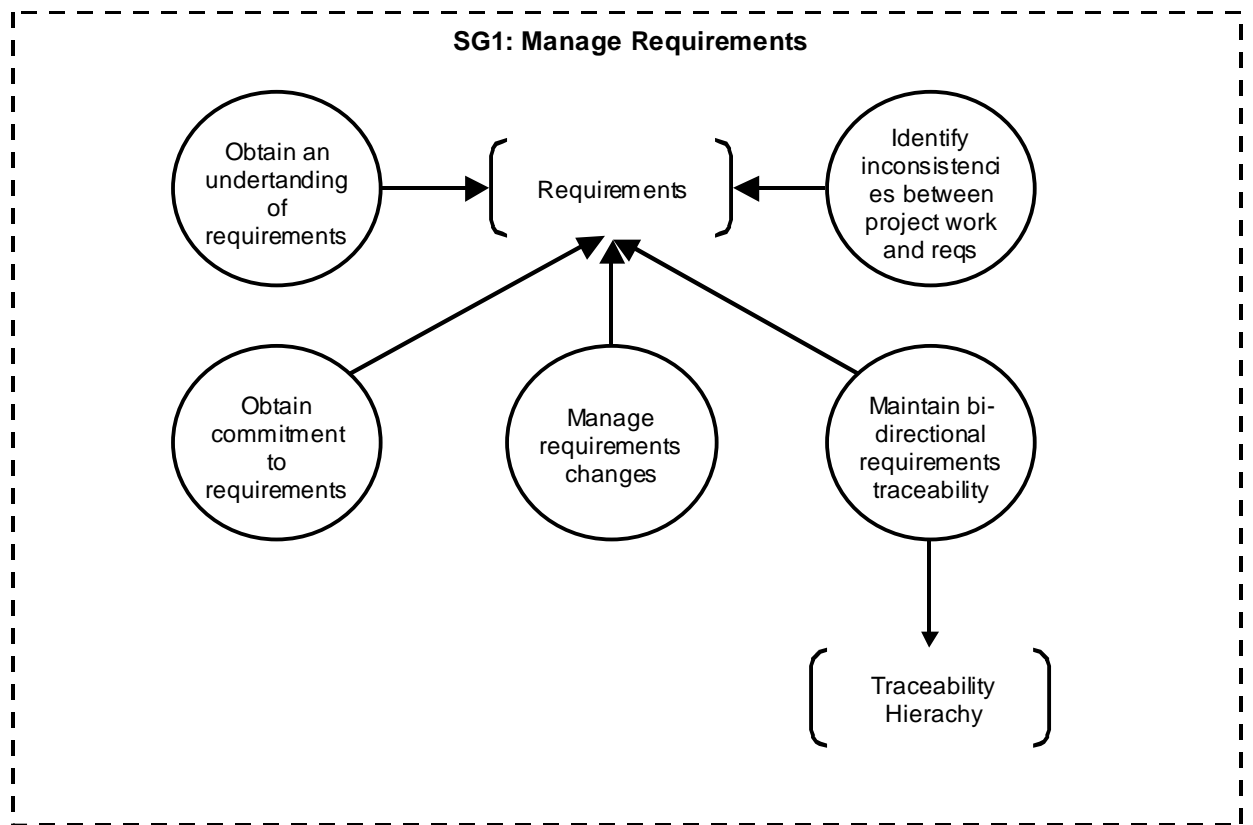 SG1: Manage Requirements
Obtain an
undertanding
of
requirements
Requirements
Identify
inconsistenci
es between
project work
and reqs
Obtain
commitment
to
requirements
Manage
requirements
changes
Maintain bi-
directional
requirements
traceability
Traceability
Hierachy